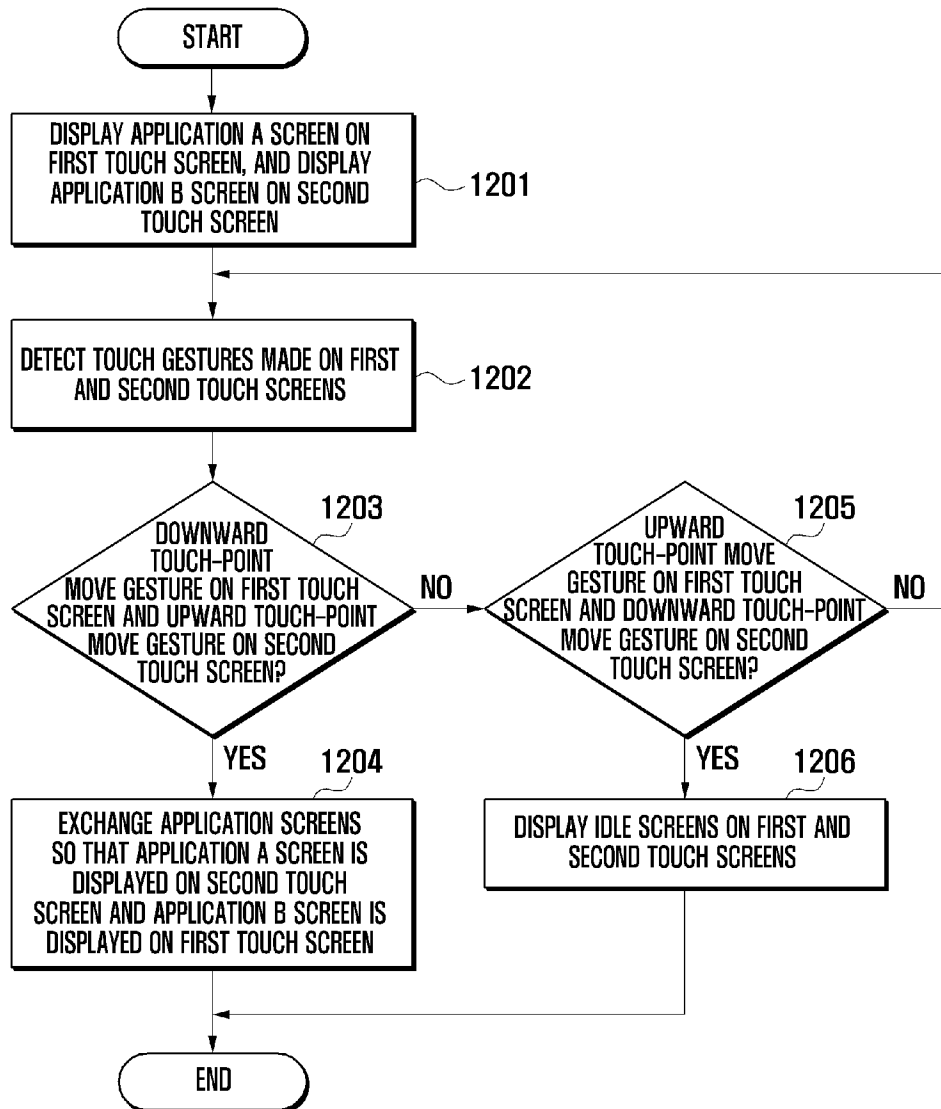 START
DISPLAY APPLICATION A SCREEN ON
FIRST TOUCH SCREEN, AND DISPLAY
APPLICATION B SCREEN ON SECOND
TOUCH SCREEN
1201
DETECT TOUCH GESTURES MADE ON FIRST
AND SECOND TOUCH SCREENS
1202
1203
DOWNWARD
TOUCH-POINT
MOVE GESTURE ON FIRST TOUCH
SCREEN AND UPWARD TOUCH-POINT
MOVE GESTURE ON SECOND
TOUCH SCREEN?
NO
YES
1205
UPWARD
TOUCH-POINT MOVE
GESTURE ON FIRST TOUCH
SCREEN AND DOWNWARD TOUCH-POINT
MOVE GESTURE ON SECOND
TOUCH SCREEN?
NO
YES
1204
EXCHANGE APPLICATION SCREENS
SO THAT APPLICATION A SCREEN IS
DISPLAYED ON SECOND TOUCH
SCREEN AND APPLICATION B SCREEN IS
DISPLAYED ON FIRST TOUCH SCREEN
1206
DISPLAY IDLE SCREENS ON FIRST AND
SECOND TOUCH SCREENS
END